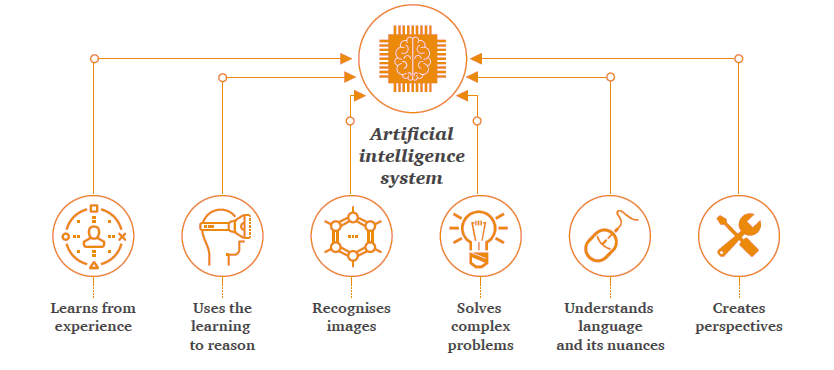 Artificial
intelligence
system
Learns from
experience
Uses the
learning
to reason
Recognises
images
Solves
complex
problems
Understands
language
and its nuances
Creates
perspectives